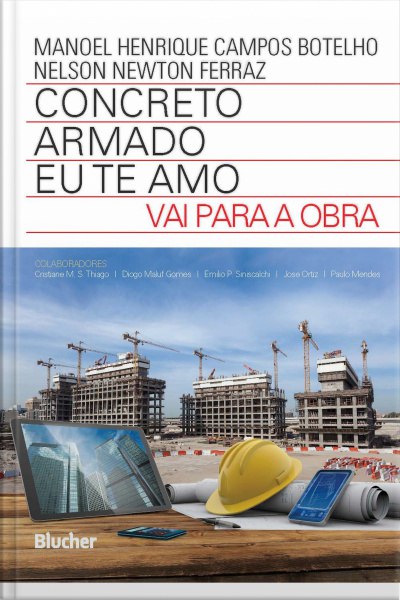 MANOEL HENRIQUE CAMPOS BOTELHO
NELSON NEWTON FERRAZ
CONCRETO
ARMADO
EU TE AMO
VAI PARA A OBRA
COLABORADORES
Cristiane M. S. Thiago | Diogo Maluf Gomes | Emilio P. Siniscalchi | José Ortiz | Paulo Mendes
Blucher